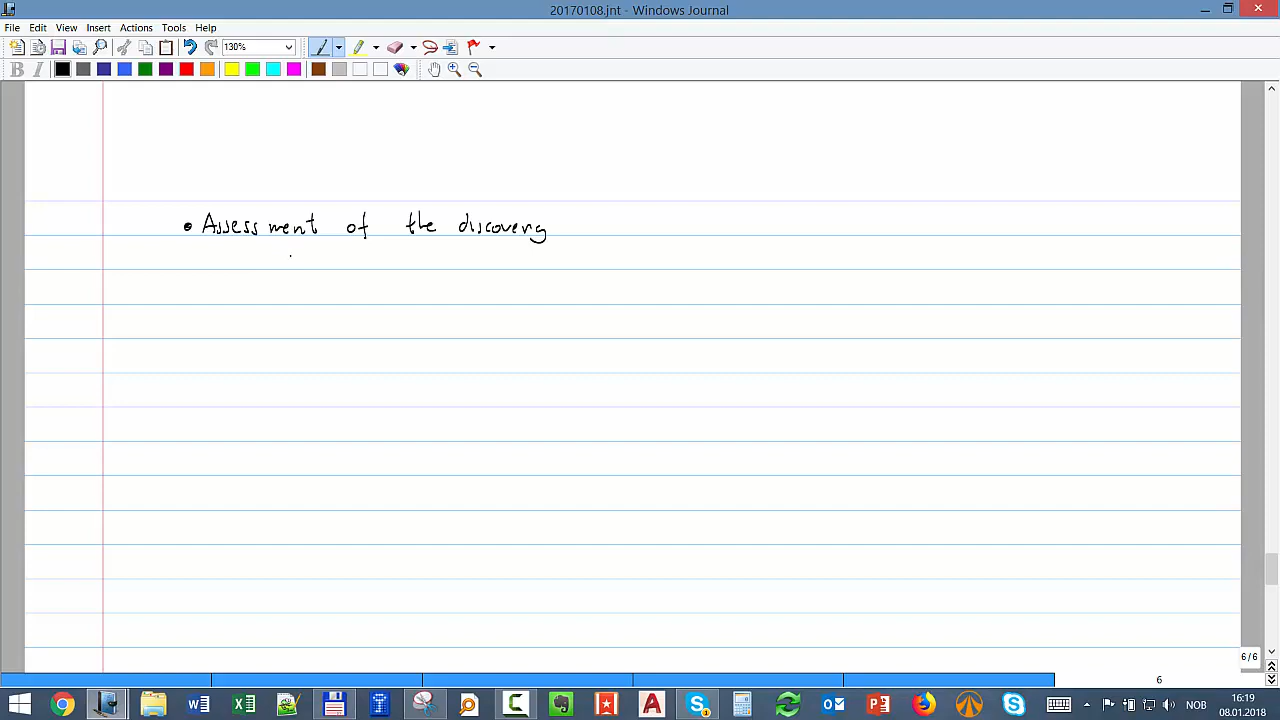 20170108.jnt - Windows Journal
File Edit View Insert Actions Tools Help
130%
B I
• Assessment of the discovery
6/6
6
NOB
16:19
08.01.2018